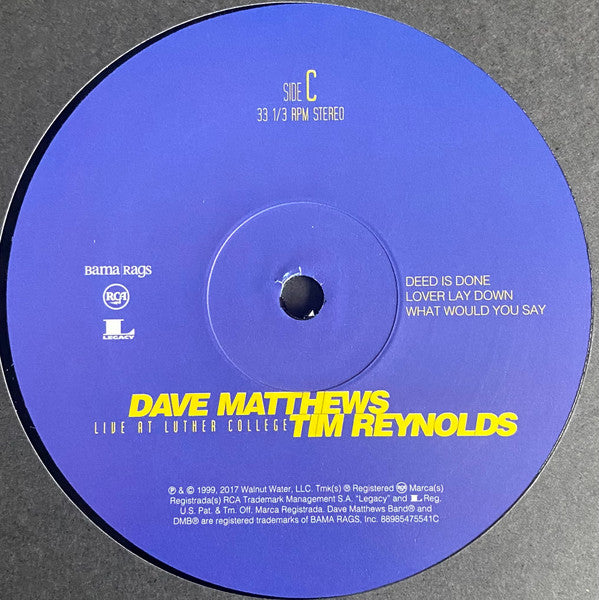 SIDE C
33 1/3 RPM STEREO
Bama Rags
RCA
L
LEGACY
DEED IS DONE
LOVER LAY DOWN
WHAT WOULD YOU SAY
DAVE MATTHEWS
LIVE AT LUTHER COLLEGE TIM REYNOLDS
℗ & © 1999, 2017 Walnut Water, LLC. Tmk(s) ® Registered RCA Marca(s)
Registrada(s) RCA Trademark Management S.A. "Legacy" and L Reg.
U.S. Pat. & Tm. Off. Marca Registrada. Dave Matthews Band® and
DMB® are registered trademarks of BAMA RAGS, Inc. 88985475541C